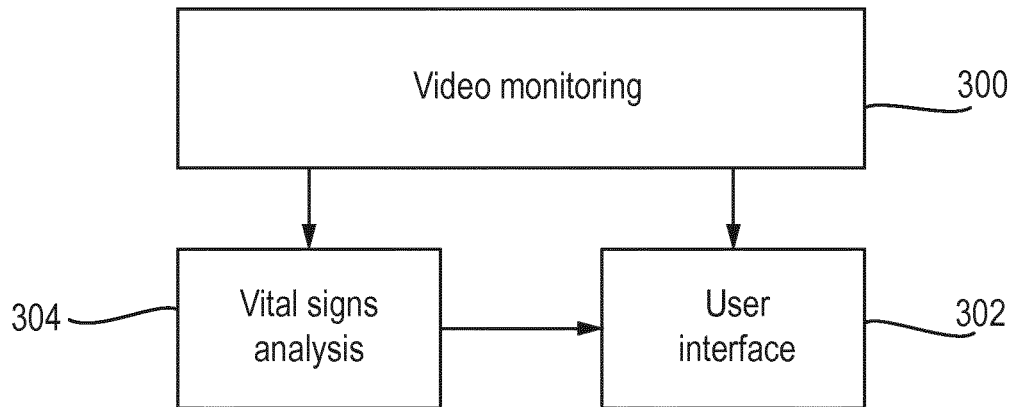 Video monitoring
300
304
Vital signs
analysis
User
interface
302